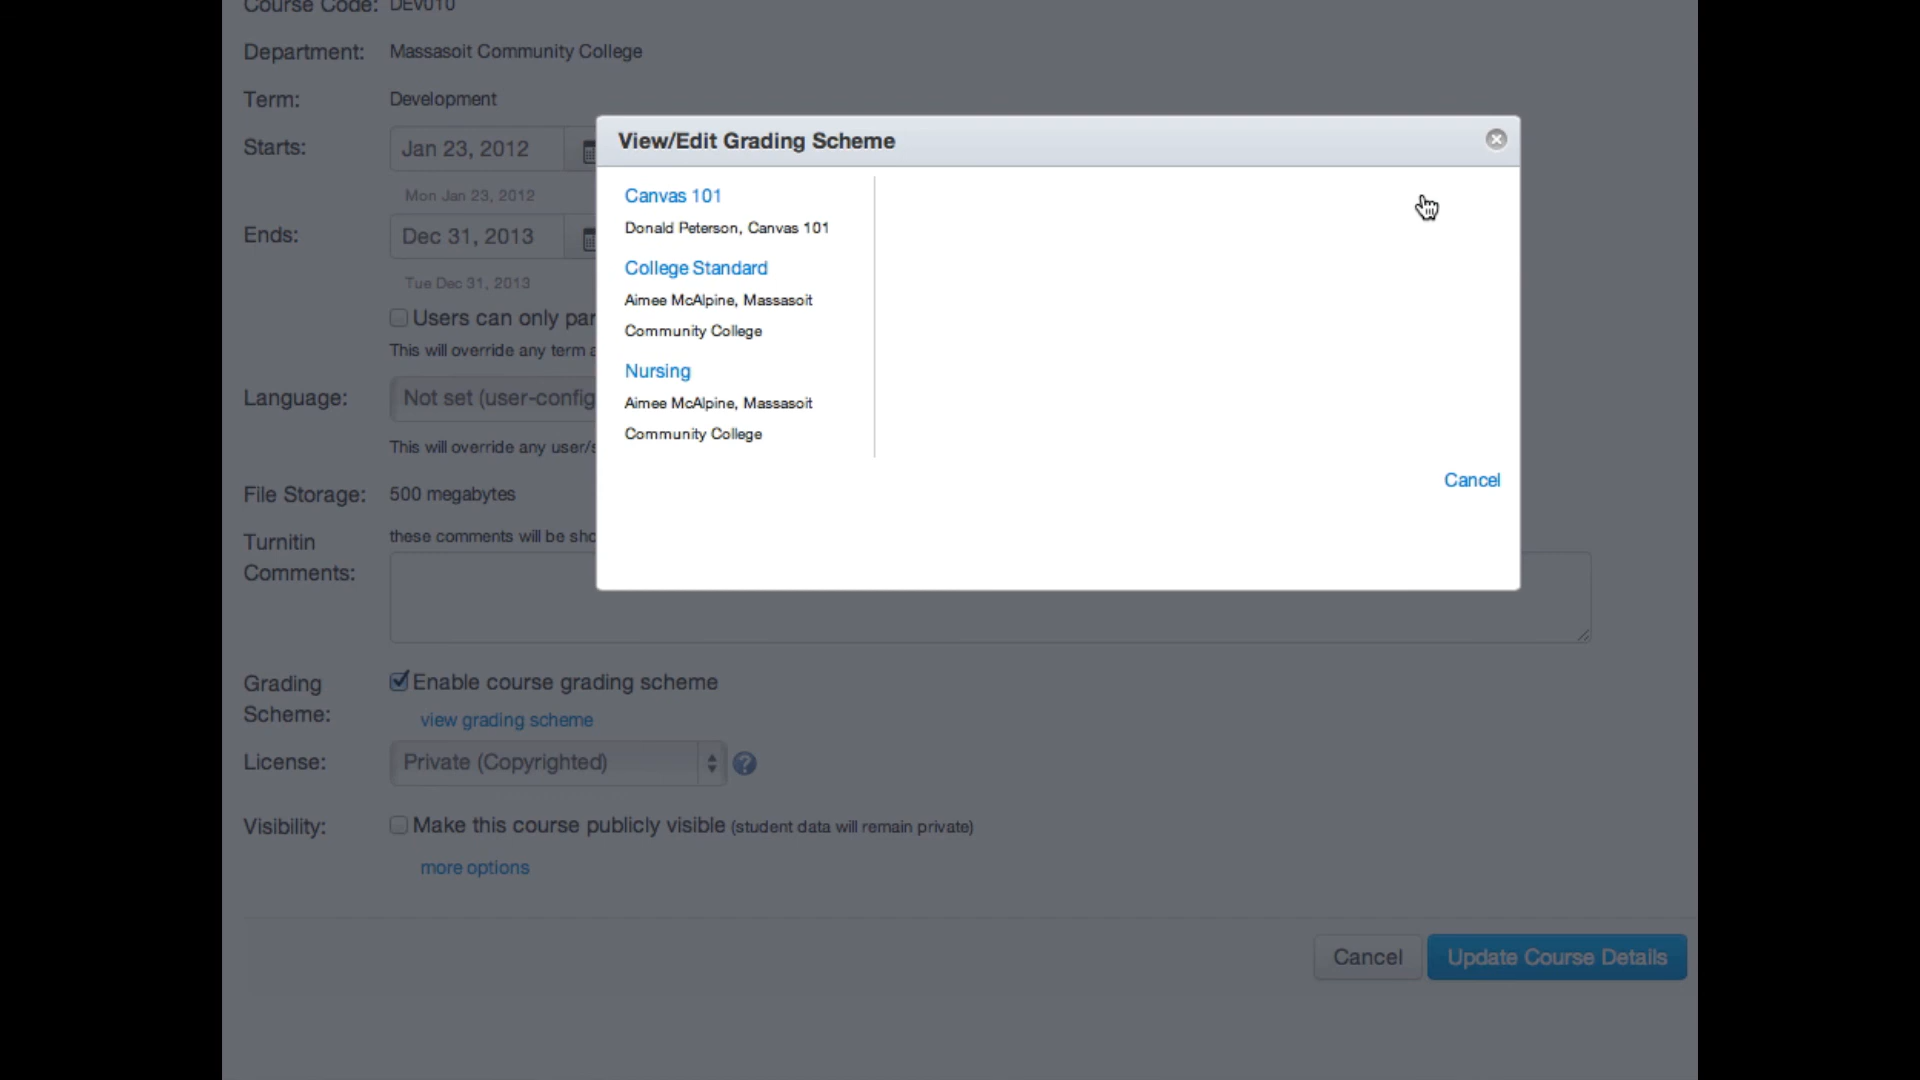 Course Code: DEV010
Department: Massasoit Community College
Term: Development
Starts: Jan 23, 2012
Mon Jan 23, 2012
Ends: Dec 31, 2013
Tue Dec 31, 2013
Users can only par
This will override any term a
Language: Not set (user-config
This will override any user/s
File Storage: 500 megabytes
Turnitin Comments: these comments will be sho
View/Edit Grading Scheme
Canvas 101
Donald Peterson, Canvas 101
College Standard
Aimee McAlpine, Massasoit
Community College
Nursing
Aimee McAlpine, Massasoit
Community College
Cancel
Grading Scheme: Enable course grading scheme
view grading scheme
License: Private (Copyrighted)
Visibility: Make this course publicly visible (student data will remain private)
more options
Cancel Update Course Details